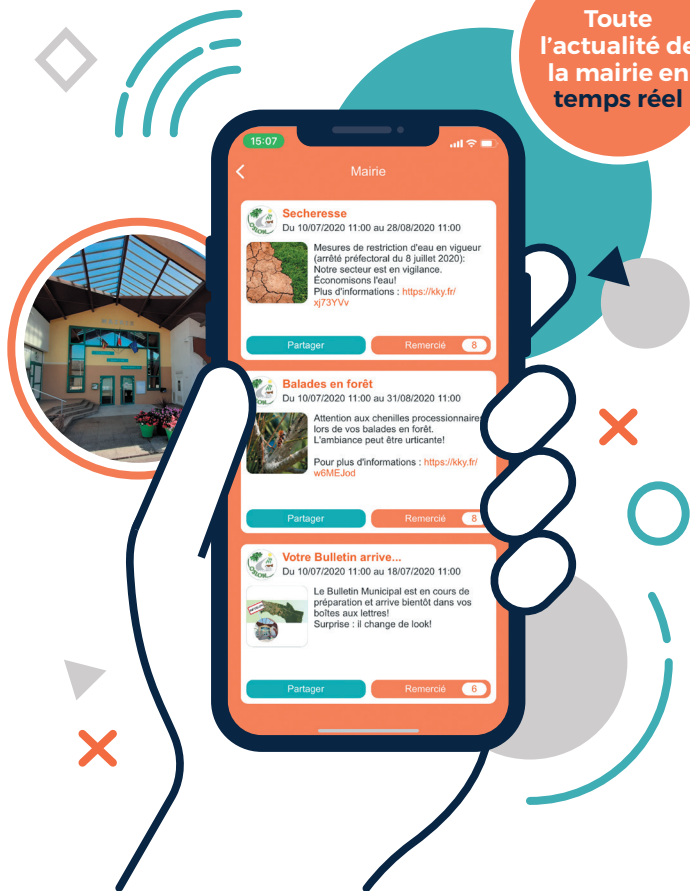 Toute
l'actualité de
la mairie en
temps réel
15:07
Mairie
Secheresse
Du 10/07/2020 11:00 au 28/08/2020 11:00
Mesures de restriction d'eau en vigueur
(arrêté préfectoral du 8 juillet 2020):
Notre secteur est en vigilance.
Économisons l'eau!
Plus d'informations : https://kky.fr/
xj73YVv
Partager
Remercié 8
Balades en forêt
Du 10/07/2020 11:00 au 31/08/2020 11:00
Attention aux chenilles processionnaires
lors de vos balades en forêt.
L'ambiance peut être urticante!
Pour plus d'informations : https://kky.fr/
w6MEJod
Partager
Remercié 8
Votre Bulletin arrive...
Du 10/07/2020 11:00 au 18/07/2020 11:00
Le Bulletin Municipal est en cours de
préparation et arrive bientôt dans vos
boîtes aux lettres!
Surprise : il change de look!
Partager
Remercié 6